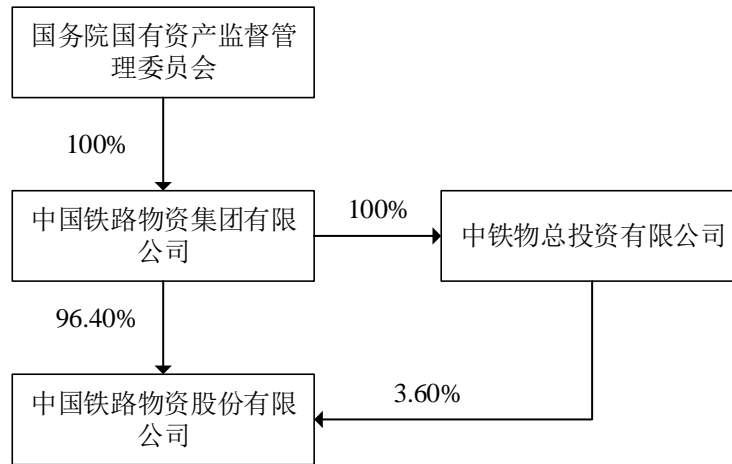 国务院国有资产监督管
理委员会
100%
中国铁路物资集团有限
公司
100%
中铁物总投资有限公司
96.40%
中国铁路物资股份有限
公司
3.60%